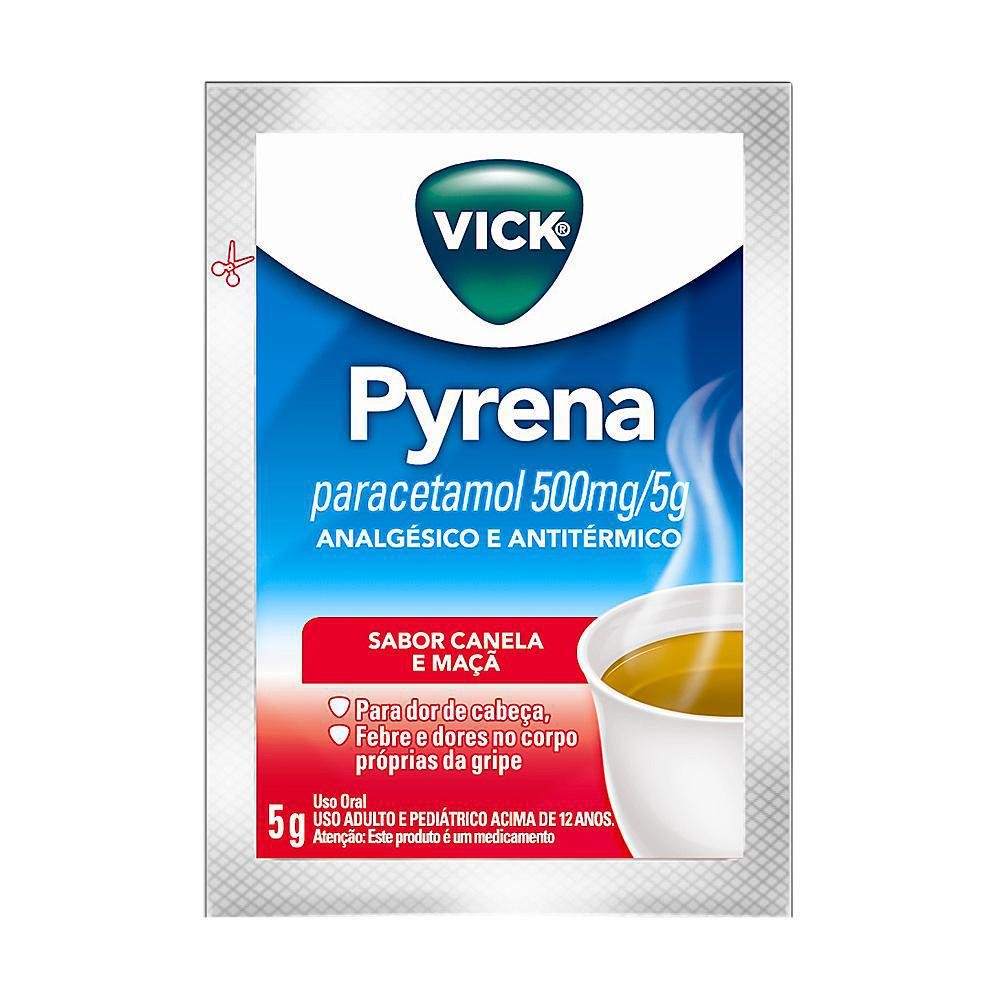 VICK®
Pyrena
paracetamol 500mg/5g
ANALGÉSICO E ANTITÉRMICO
SABOR CANELA
E MAÇÃ
Para dor de cabeça,
Febre e dores no corpo
próprias da gripe
5g
Uso Oral
USO ADULTO E PEDIÁTRICO ACIMA DE 12 ANOS.
Atenção: Este produto é um medicamento